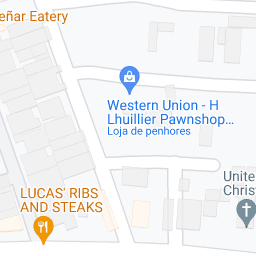 eñar Eatery
Western Union - H
Lhuillier Pawnshop...
Loja de penhores
LUCAS' RIBS
AND STEAKS
Unite
Christ